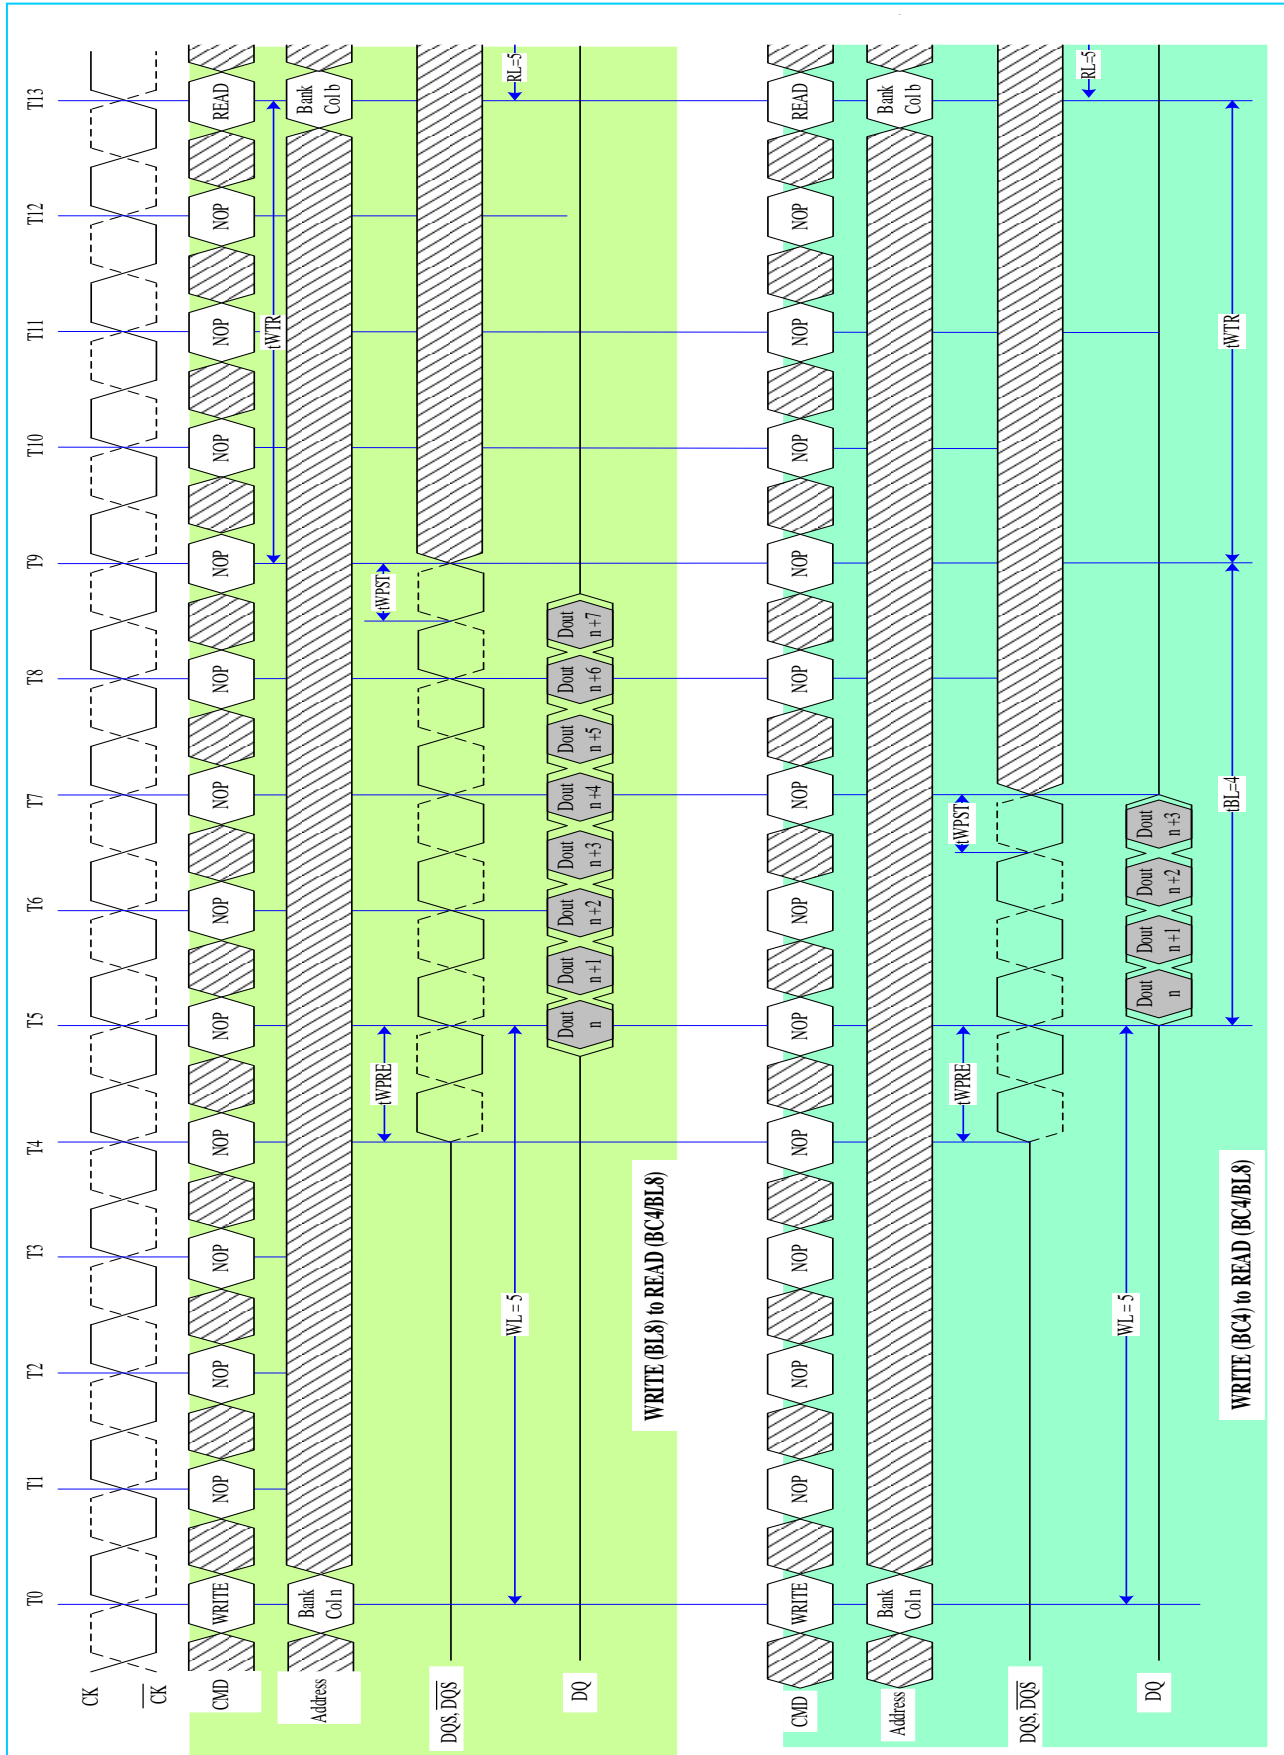 T0 T1 T2 T3 T4 T5 T6 T7 T8 T9 T10 T11 T12 T13
CK
CK
CMD WRITE NOP NOP NOP NOP NOP NOP NOP NOP NOP NOP NOP NOP READ
tWTR
Address
Bank
Col n
Bank
Col b
tWPRE tWPST
DQS, DQS
WL = 5 RL=5
DQ
Dout
n
Dout
n+1
Dout
n+2
Dout
n+3
Dout
n+4
Dout
n+5
Dout
n+6
Dout
n+7
WRITE (BL8) to READ (BC4/BL8)
CMD WRITE NOP NOP NOP NOP NOP NOP NOP NOP NOP NOP NOP NOP READ
Address
Bank
Col n
Bank
Col b
tWPRE tWPST
DQS, DQS
RL=5
WL = 5
DQ
Dout
n
Dout
n+1
Dout
n+2
Dout
n+3
tBL=4 tWTR
WRITE (BC4) to READ (BC4/BL8)